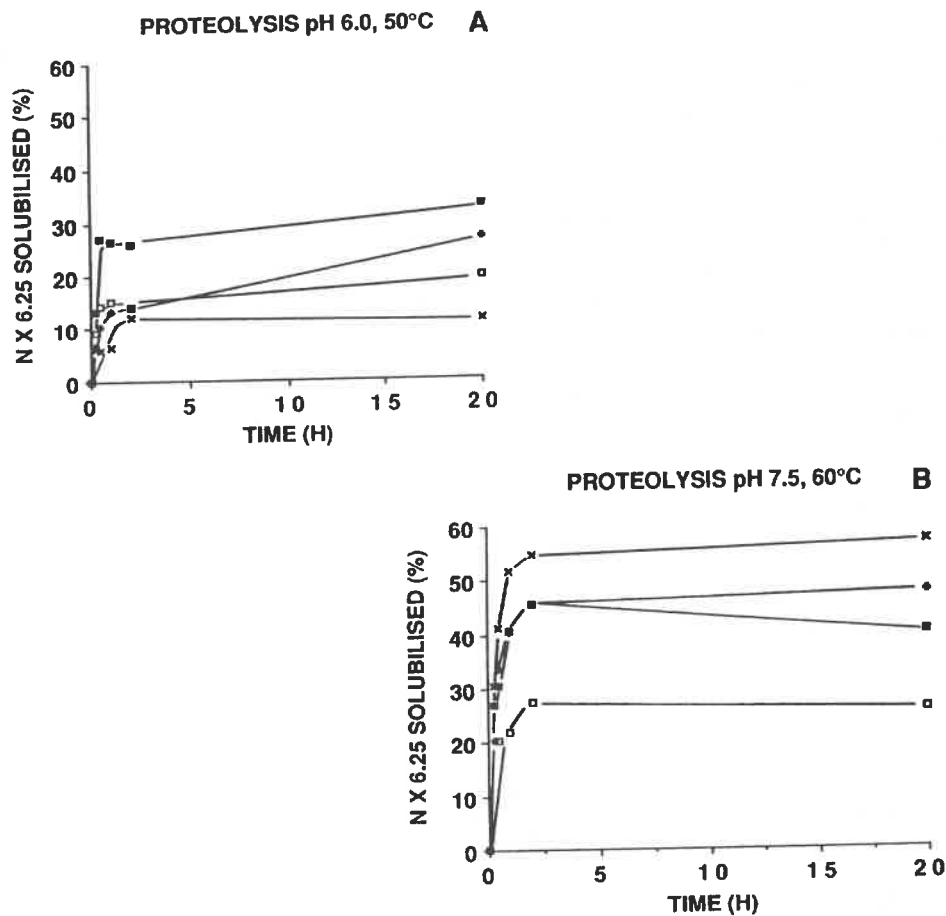 PROTEOLYSIS pH 6.0, 50°C A
N X 6.25 SOLUBILISED (%)
60
50
40
30
20
10
0
0 5 10 15 20
TIME (H)
PROTEOLYSIS pH 7.5, 60°C B
N X 6.25 SOLUBILISED (%)
60
50
40
30
20
10
0
0 5 10 15 20
TIME (H)